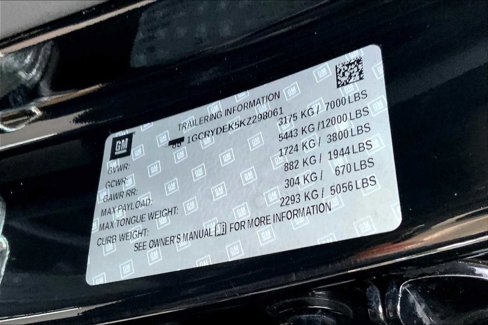 TRAILERING INFORMATION
GM 1GCRYDEK5KZ298061
GVWR: 3175 KG / 7000 LBS
GCWR: 5443 KG /12000 LBS
GAWR RR: 1724 KG / 3800 LBS
MAX PAYLOAD: 882 KG / 1944 LBS
MAX TONGUE WEIGHT: 304 KG / 670 LBS
CURB WEIGHT: 2293 KG / 5056 LBS
SEE OWNER'S MANUAL FOR MORE INFORMATION